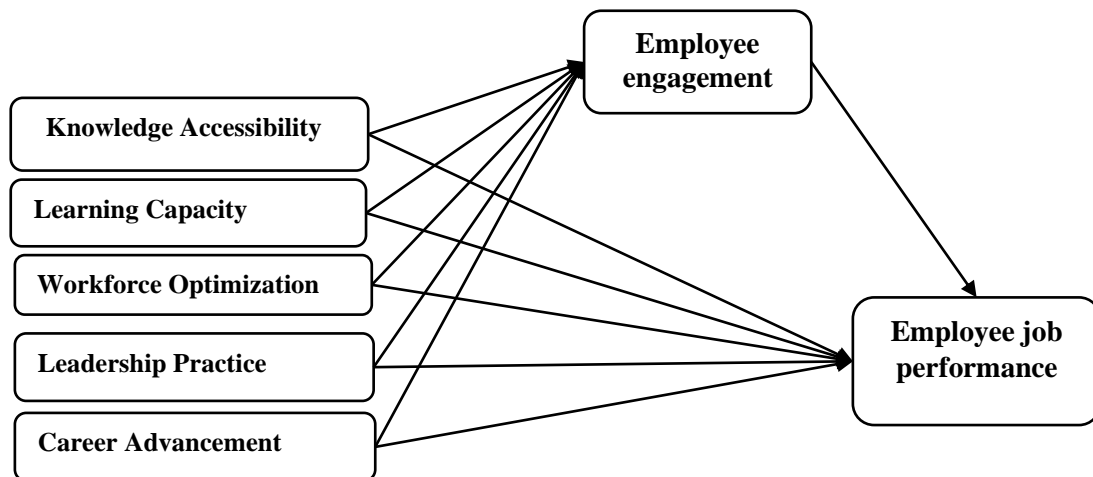 Employee
engagement
Knowledge Accessibility
Learning Capacity
Workforce Optimization
Leadership Practice
Career Advancement
Employee job
performance